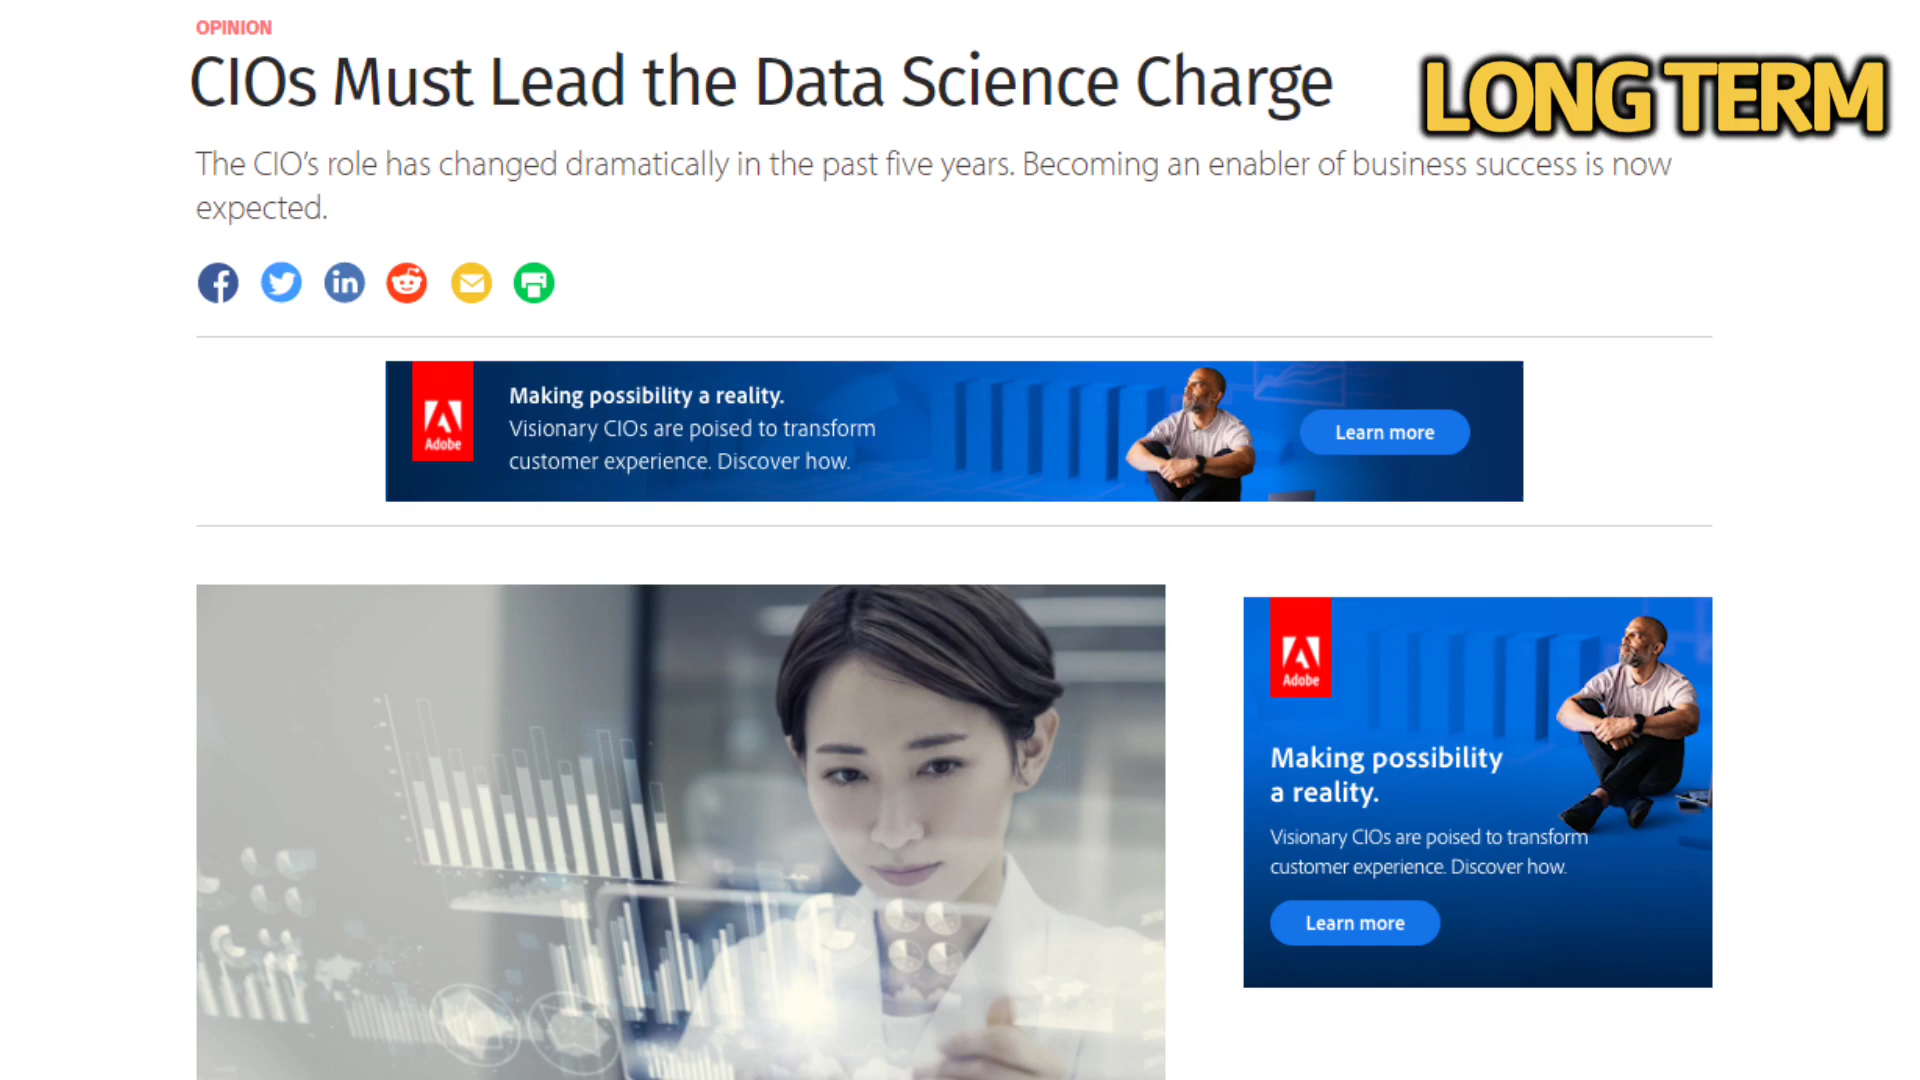 OPINION
CIOs Must Lead the Data Science Charge
LONG TERM
The CIO’s role has changed dramatically in the past five years. Becoming an enabler of business success is now
expected.
Adobe
Making possibility a reality.
Visionary CIOs are poised to transform
customer experience. Discover how.
Learn more
Adobe
Making possibility
a reality.
Visionary CIOs are poised to transform
customer experience. Discover how.
Learn more